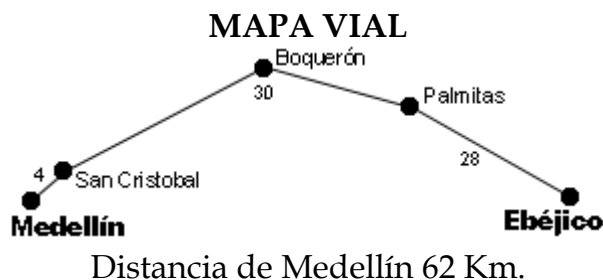 MAPA VIAL
Boquerón
30
Palmitas
28
4
San Cristobal
Medellín
Ebéjico
Distancia de Medellín 62 Km.